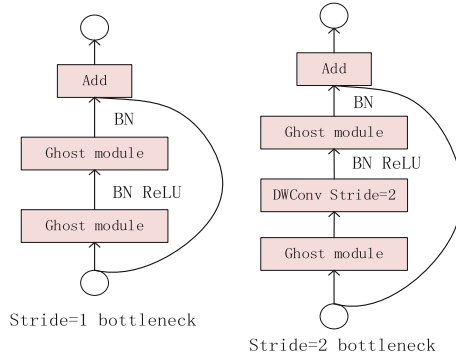 Add
BN
Ghost module
BN ReLU
Ghost module
Stride=1 bottleneck
Add
BN
Ghost module
BN ReLU
DWConv Stride=2
Ghost module
Stride=2 bottleneck